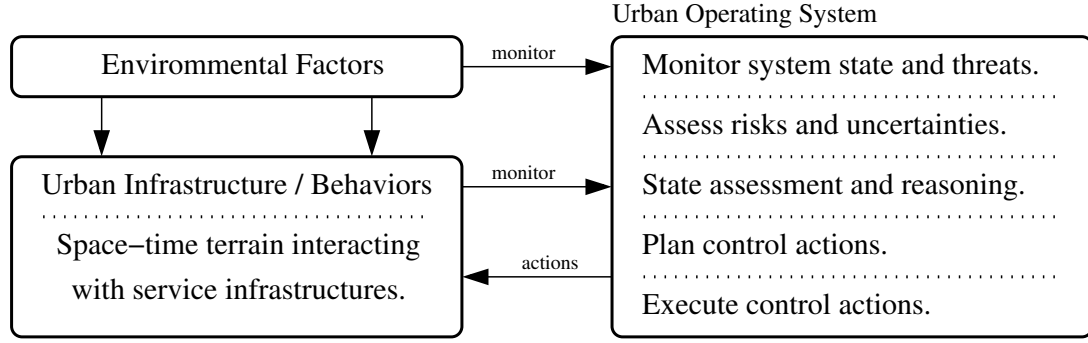 Urban Operating System
Envirommental Factors
monitor
Monitor system state and threats.
Assess risks and uncertainties.
Urban Infrastructure / Behaviors
monitor
State assessment and reasoning.
Space−time terrain interacting
with service infrastructures.
actions
Plan control actions.
Execute control actions.